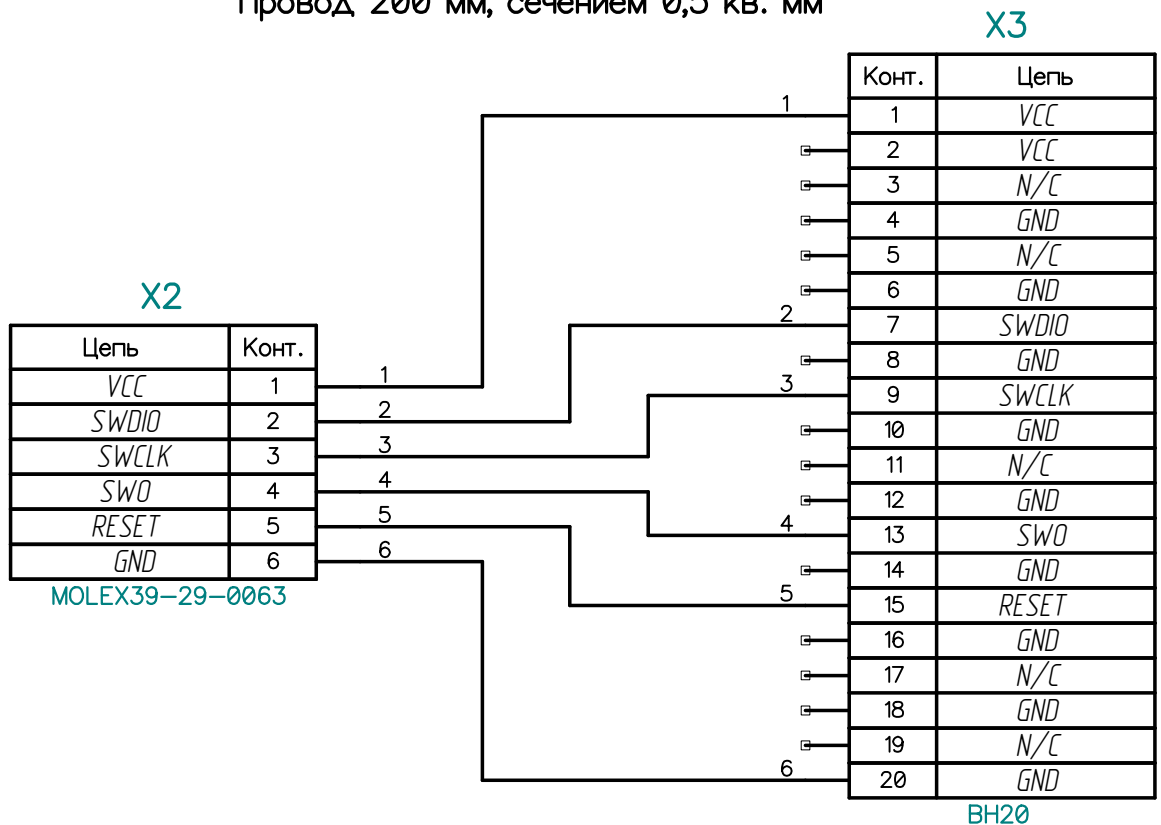 Провод 200 мм, сечением 0,5 кв. мм
X3
Конт. Цепь
1 1 VCC
2 VCC
3 N/C
4 GND
5 N/C
6 GND
2 7 SWDIO
8 GND
3 9 SWCLK
10 GND
11 N/C
12 GND
4 13 SWO
14 GND
5 15 RESET
16 GND
17 N/C
18 GND
19 N/C
6 20 GND
BH20
X2
Цепь Конт.
VCC 1 1
SWDIO 2 2
SWCLK 3 3
SWO 4 4
RESET 5 5
GND 6 6
MOLEX39-29-0063